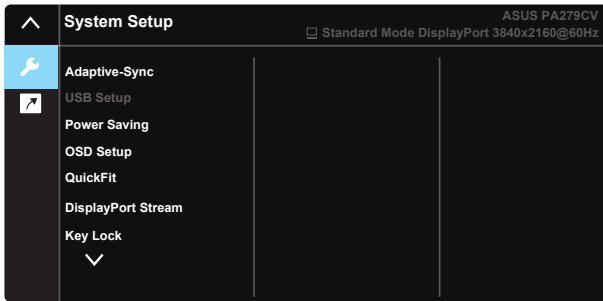 System Setup
ASUS PA279CV
Standard Mode DisplayPort 3840x2160@60Hz
Adaptive-Sync
USB Setup
Power Saving
OSD Setup
QuickFit
DisplayPort Stream
Key Lock